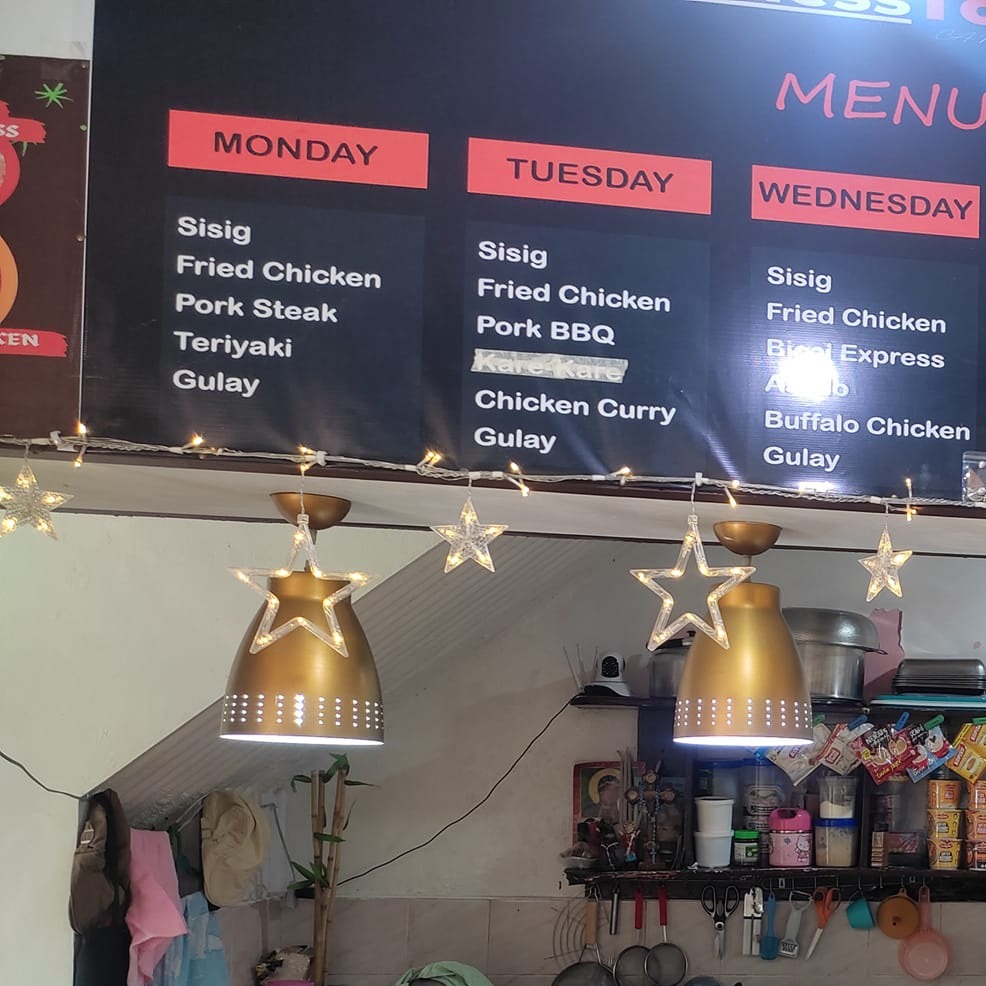 MENU
MONDAY
Sisig
Fried Chicken
Pork Steak
Teriyaki
Gulay
TUESDAY
Sisig
Fried Chicken
Pork BBQ
Kare-Kare
Chicken Curry
Gulay
WEDNESDAY
Sisig
Fried Chicken
Express
Buffalo Chicken
Gulay